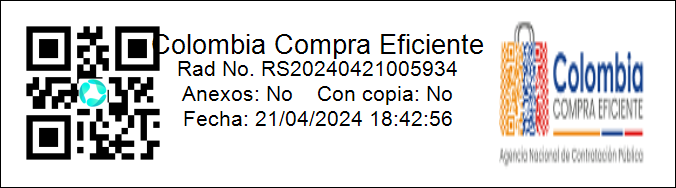 Colombia Compra Eficiente
Rad No. RS20240421005934
Anexos: No Con copia: No
Fecha: 21/04/2024 18:42:56
Colombia
COMPRA EFICIENTE
Agencia Nacional de Contratación Pública